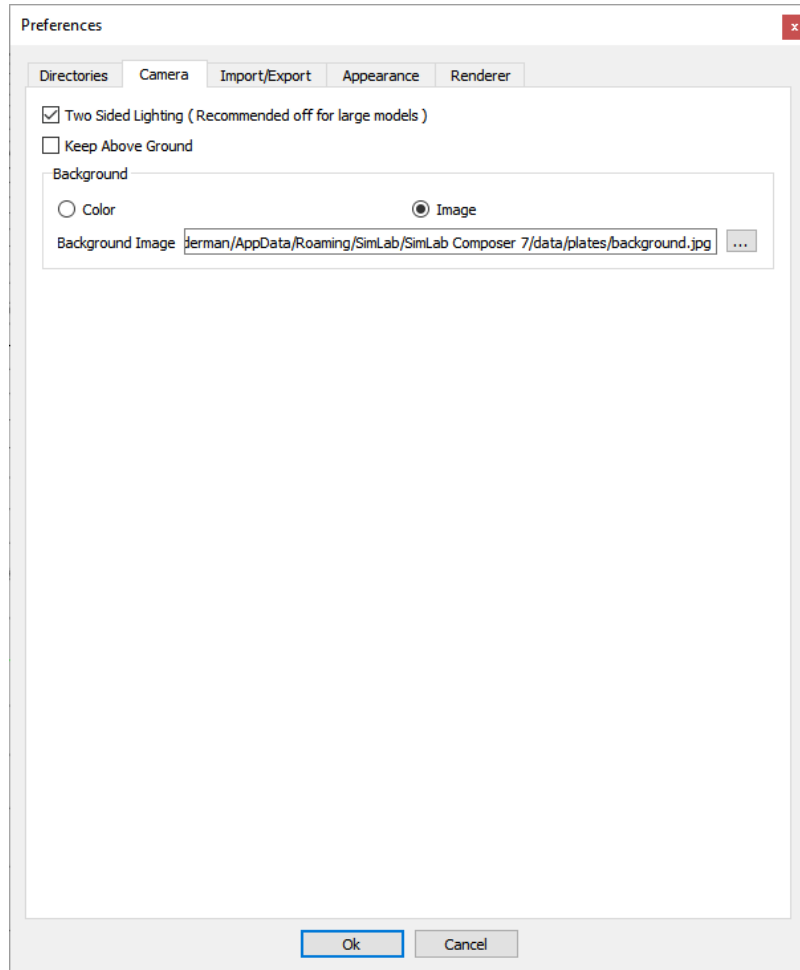 Preferences
x
Directories Camera Import/Export Appearance Renderer
Two Sided Lighting ( Recommended off for large models )
Keep Above Ground
Background
Color Image
Background Image derman/AppData/Roaming/SimLab/SimLab Composer 7/data/plates/background.jpg ...
Ok Cancel